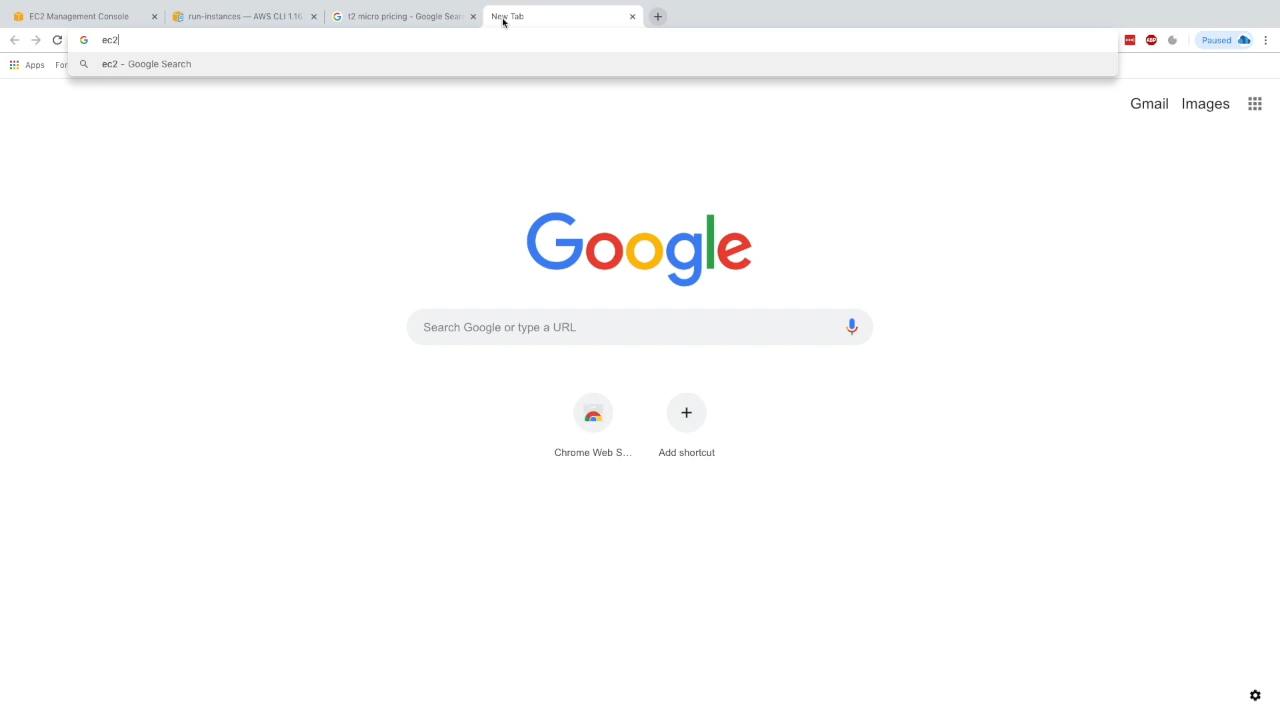 EC2 Management Console
run-instances — AWS CLI 1.16.
t2 micro pricing - Google Sear
New Tab
ec2
Paused
ec2 - Google Search
Apps
For
Gmail Images
Google
Search Google or type a URL
Chrome Web S... Add shortcut